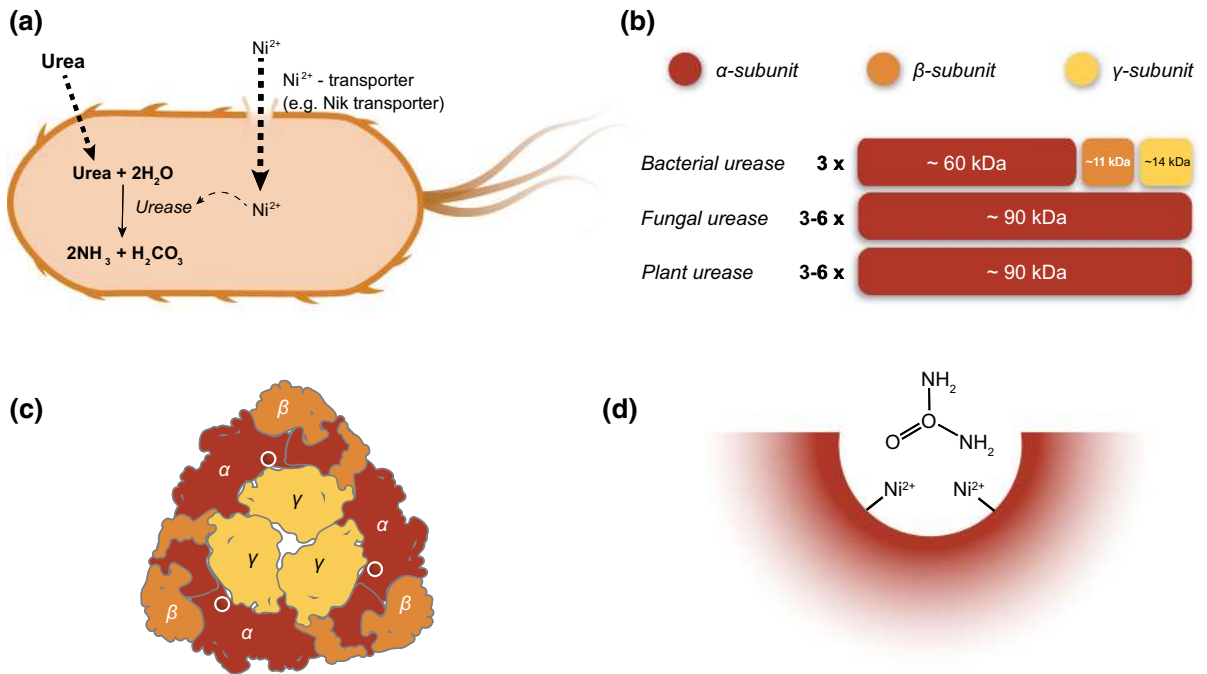 (a)
Urea
Ni²⁺
Ni²⁺ - transporter
(e.g. Nik transporter)
Urea + 2H₂O
Urease
Ni²⁺
2NH₃ + H₂CO₃
(b)
α-subunit
β-subunit
γ-subunit
Bacterial urease 3 x ~ 60 kDa ~11 kDa ~14 kDa
Fungal urease 3-6 x ~ 90 kDa
Plant urease 3-6 x ~ 90 kDa
(c)
β
α
γ
α
γ
γ
β
β
α
(d)
NH₂
O
O
NH₂
Ni²⁺
Ni²⁺